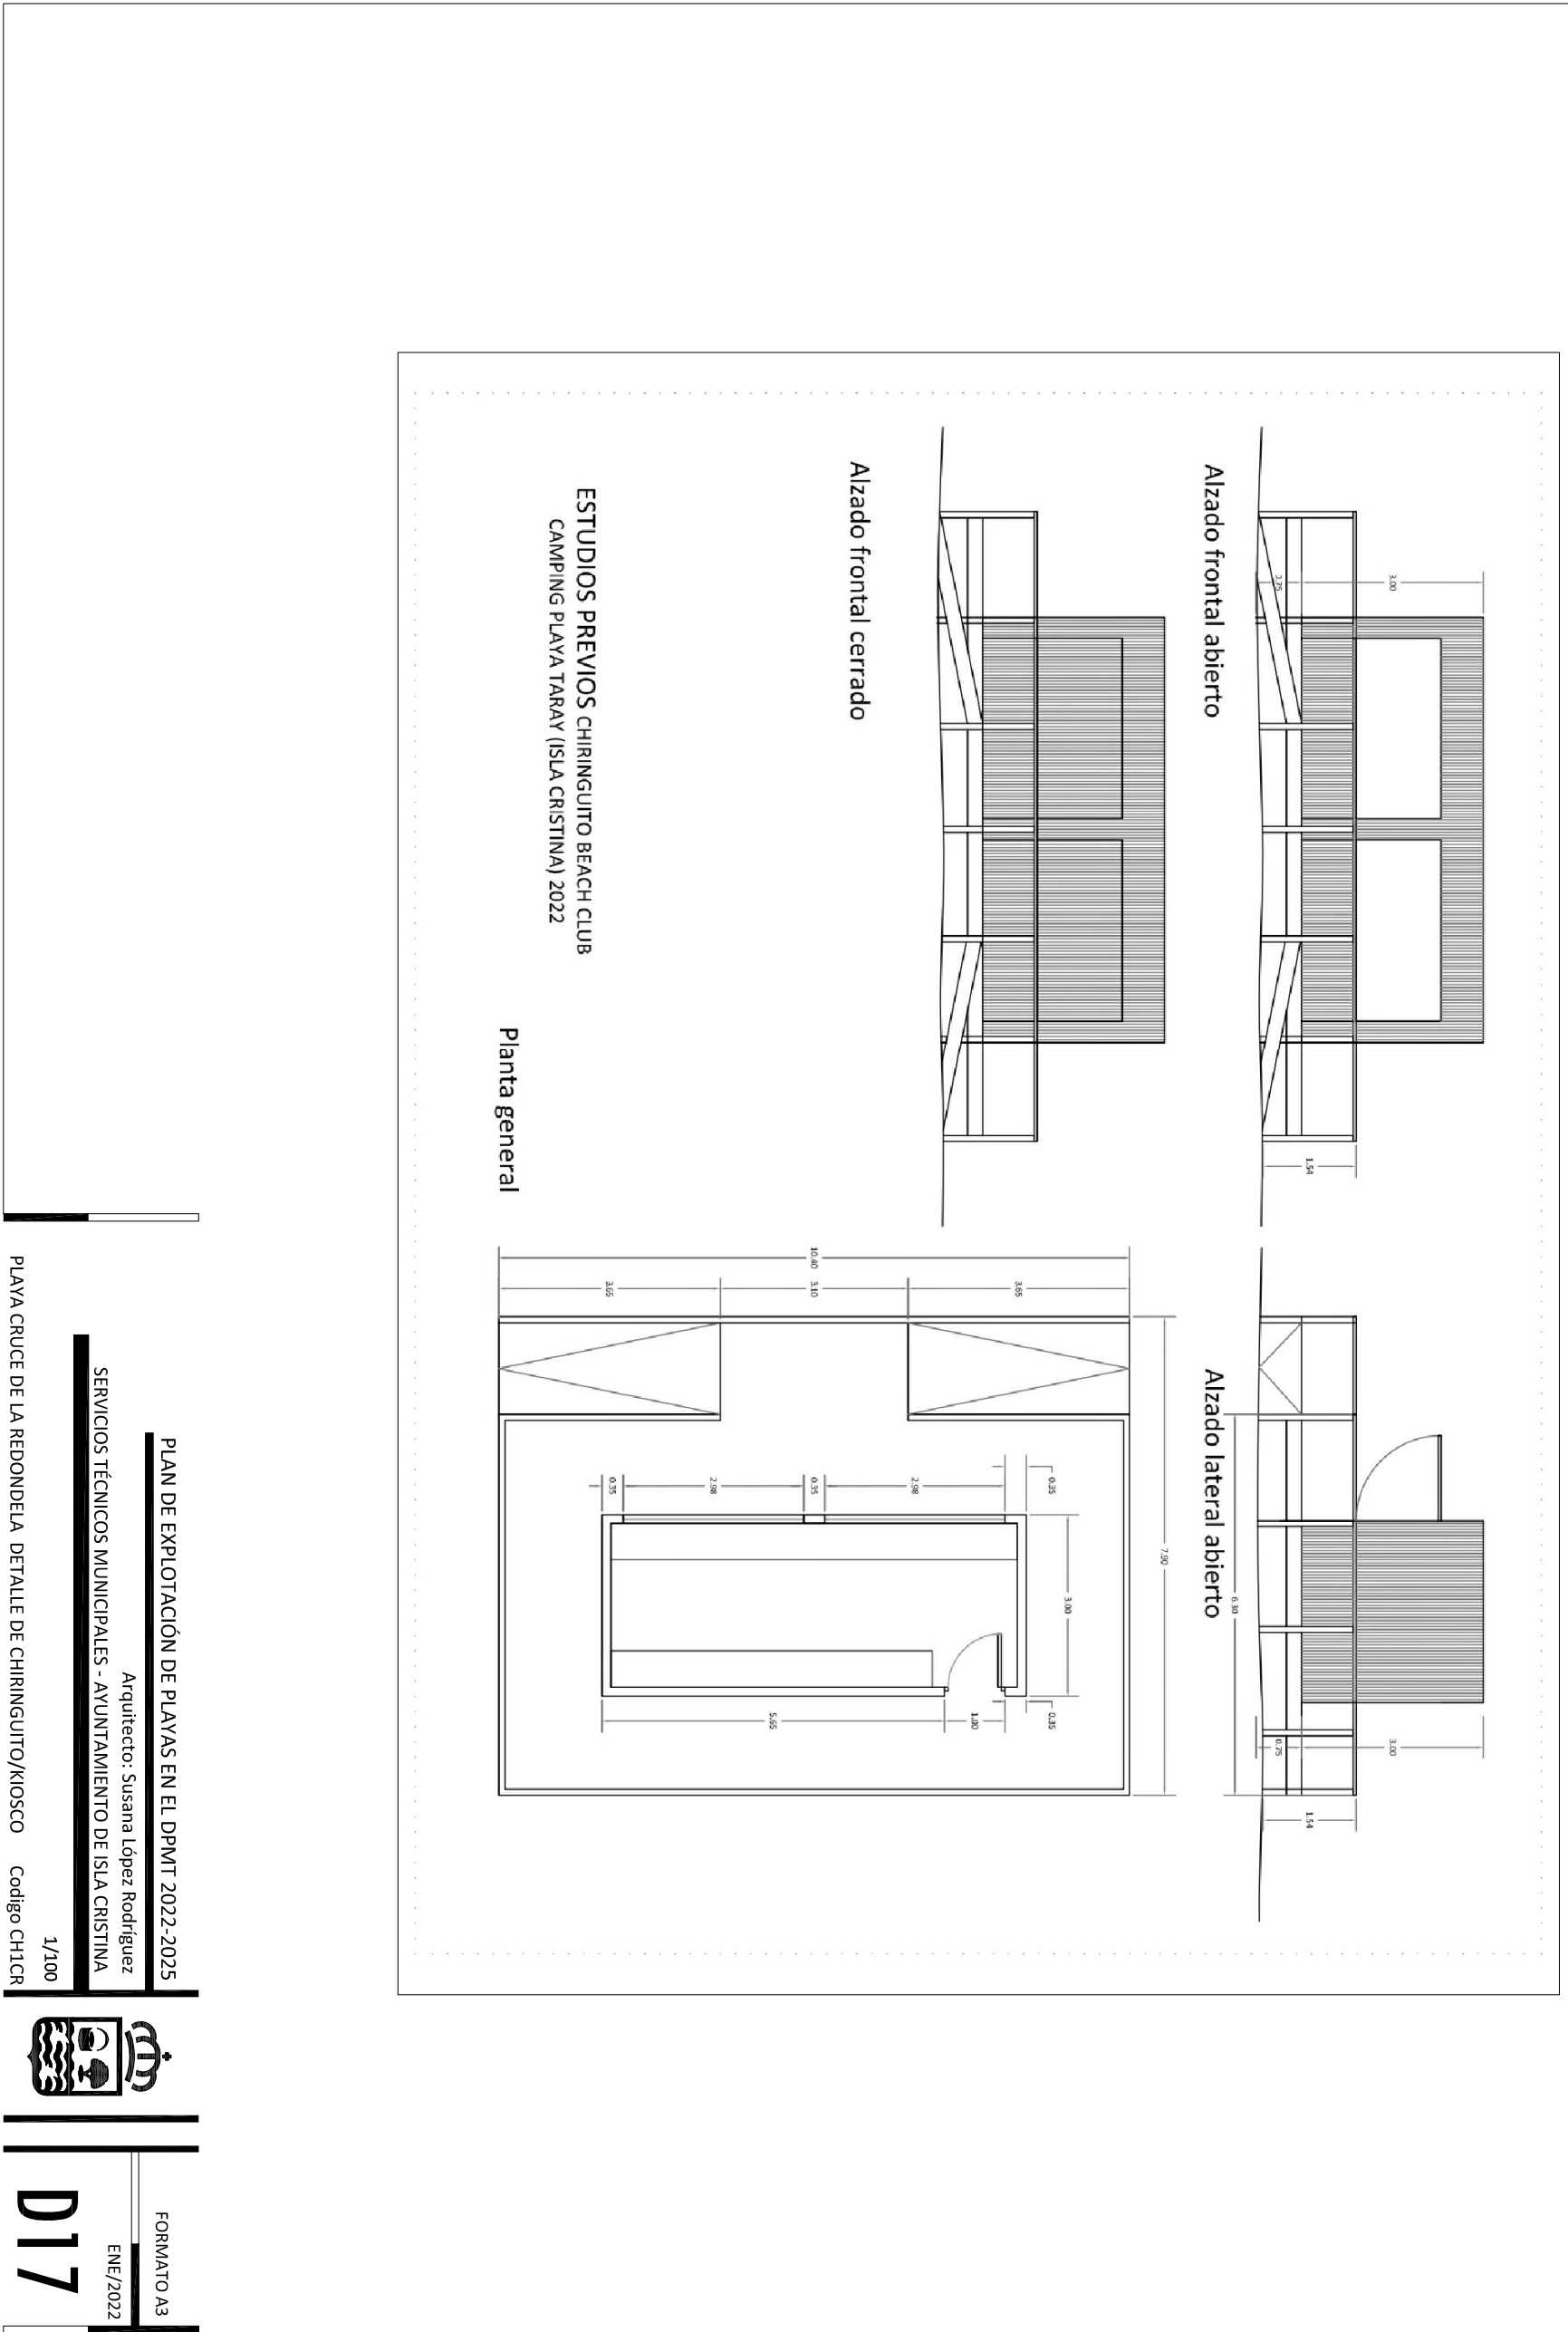 Alzado frontal abierto
3.00
0.75
1.54
Alzado lateral abierto
6.30
3.00
0.75
1.54
Alzado frontal cerrado
ESTUDIOS PREVIOS CHIRINGUITO BEACH CLUB
CAMPING PLAYA TARAY (ISLA CRISTINA) 2022
Planta general
10.40
3.65
3.10
3.65
7.90
0.35
2.98
0.35
2.98
0.35
3.00
5.65
1.00
0.35
PLAN DE EXPLOTACIÓN DE PLAYAS EN EL DPMT 2022-2025
Arquitecto: Susana López Rodríguez
SERVICIOS TÉCNICOS MUNICIPALES - AYUNTAMIENTO DE ISLA CRISTINA
1/100
PLAYA CRUCE DE LA REDONDELA DETALLE DE CHIRINGUITO/KIOSCO Codigo CH1CR
FORMATO A3
ENE/2022
D17